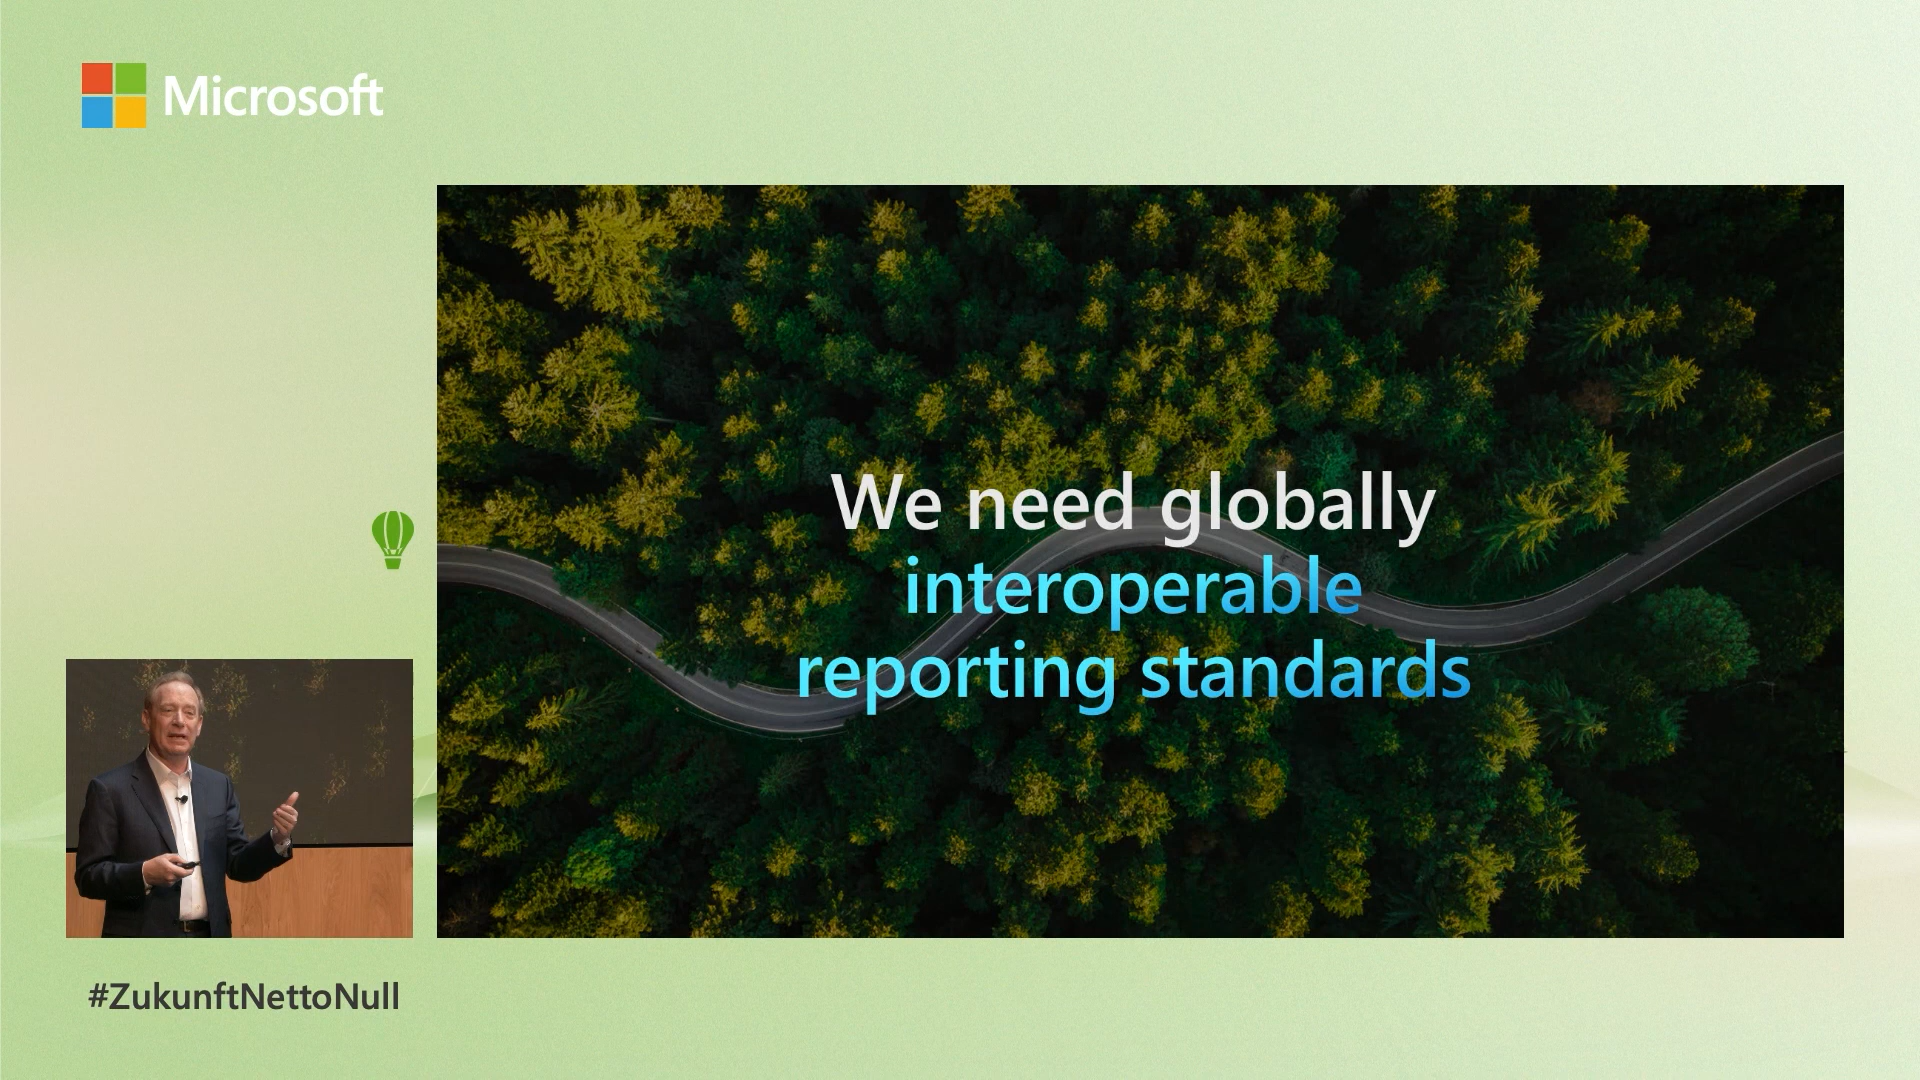 Microsoft
We need globally
interoperable
reporting standards
#ZukunftNettoNull